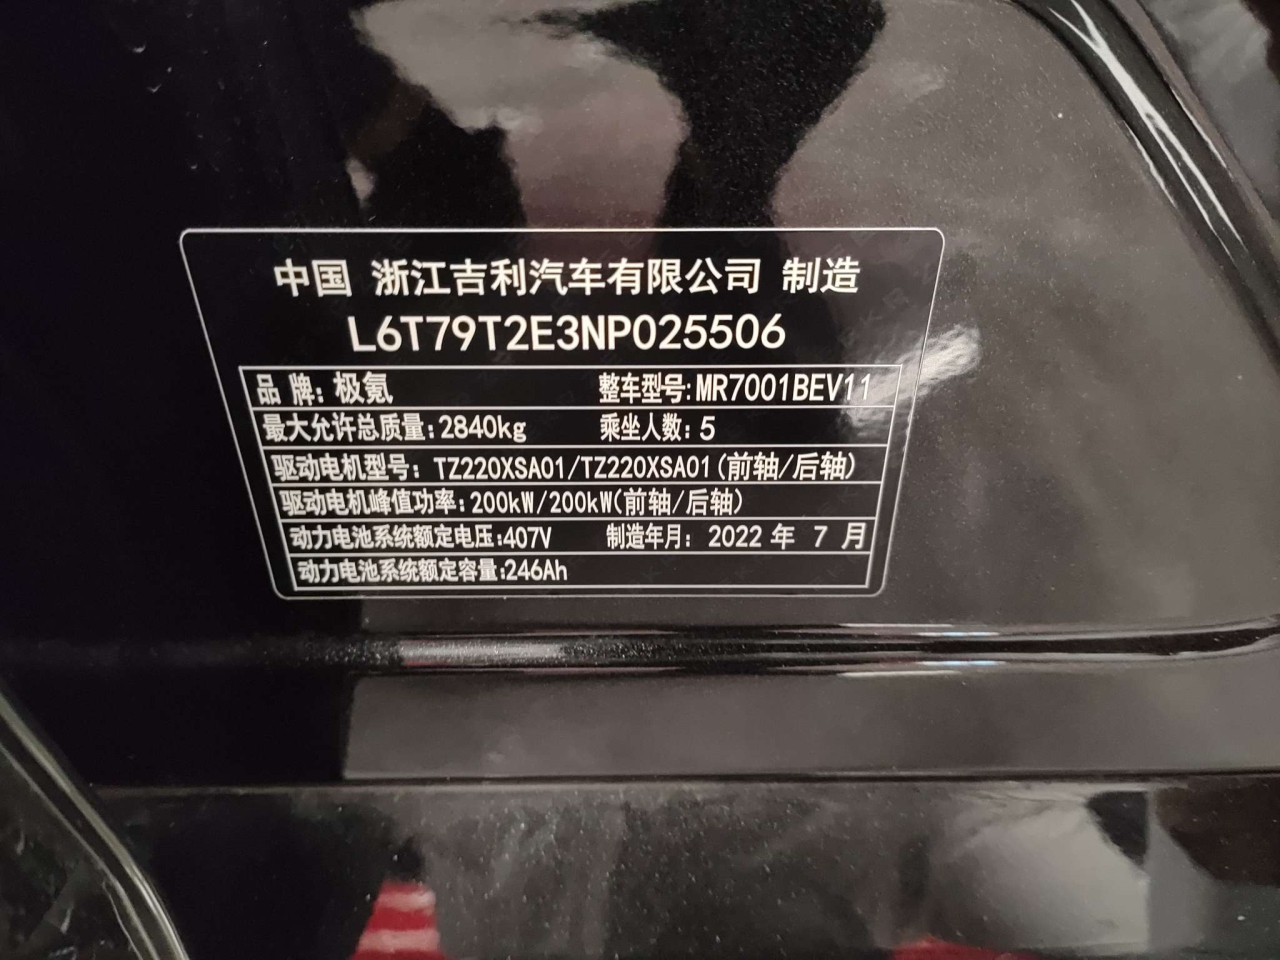 中国 浙江吉利汽车有限公司 制造
L6T79T2E3NP025506
品 牌: 极氪 整车型号: MR7001BEV11
最大允许总质量: 2840kg 乘坐人数: 5
驱动电机型号: TZ220XSA01/TZ220XSA01(前轴/后轴)
驱动电机峰值功率: 200kW/200kW(前轴/后轴)
动力电池系统额定电压:407V 制造年月: 2022 年 7 月
动力电池系统额定容量:246Ah